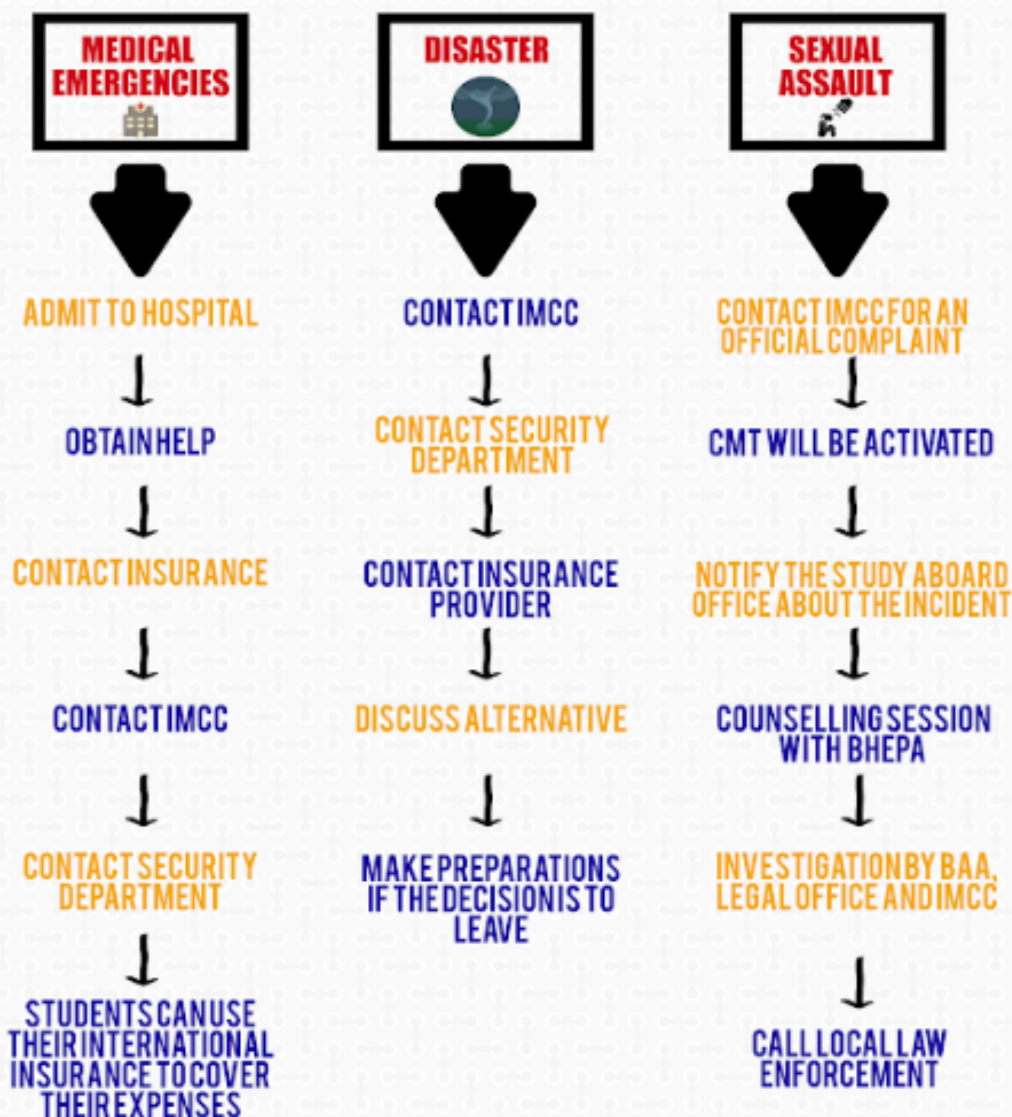 MEDICAL
EMERGENCIES
ADMIT TO HOSPITAL
OBTAIN HELP
CONTACT INSURANCE
CONTACT IMCC
CONTACT SECURITY
DEPARTMENT
STUDENTS CAN USE
THEIR INTERNATIONAL
INSURANCE TO COVER
THEIR EXPENSES
DISASTER
CONTACT IMCC
CONTACT SECURITY
DEPARTMENT
CONTACT INSURANCE
PROVIDER
DISCUSS ALTERNATIVE
MAKE PREPARATIONS
IF THE DECISION IS TO
LEAVE
SEXUAL
ASSAULT
CONTACT IMCC FOR AN
OFFICIAL COMPLAINT
CMT WILL BE ACTIVATED
NOTIFY THE STUDY ABOARD
OFFICE ABOUT THE INCIDENT
COUNSELLING SESSION
WITH BHEPA
INVESTIGATION BY BAA,
LEGAL OFFICE AND IMCC
CALL LOCAL LAW
ENFORCEMENT